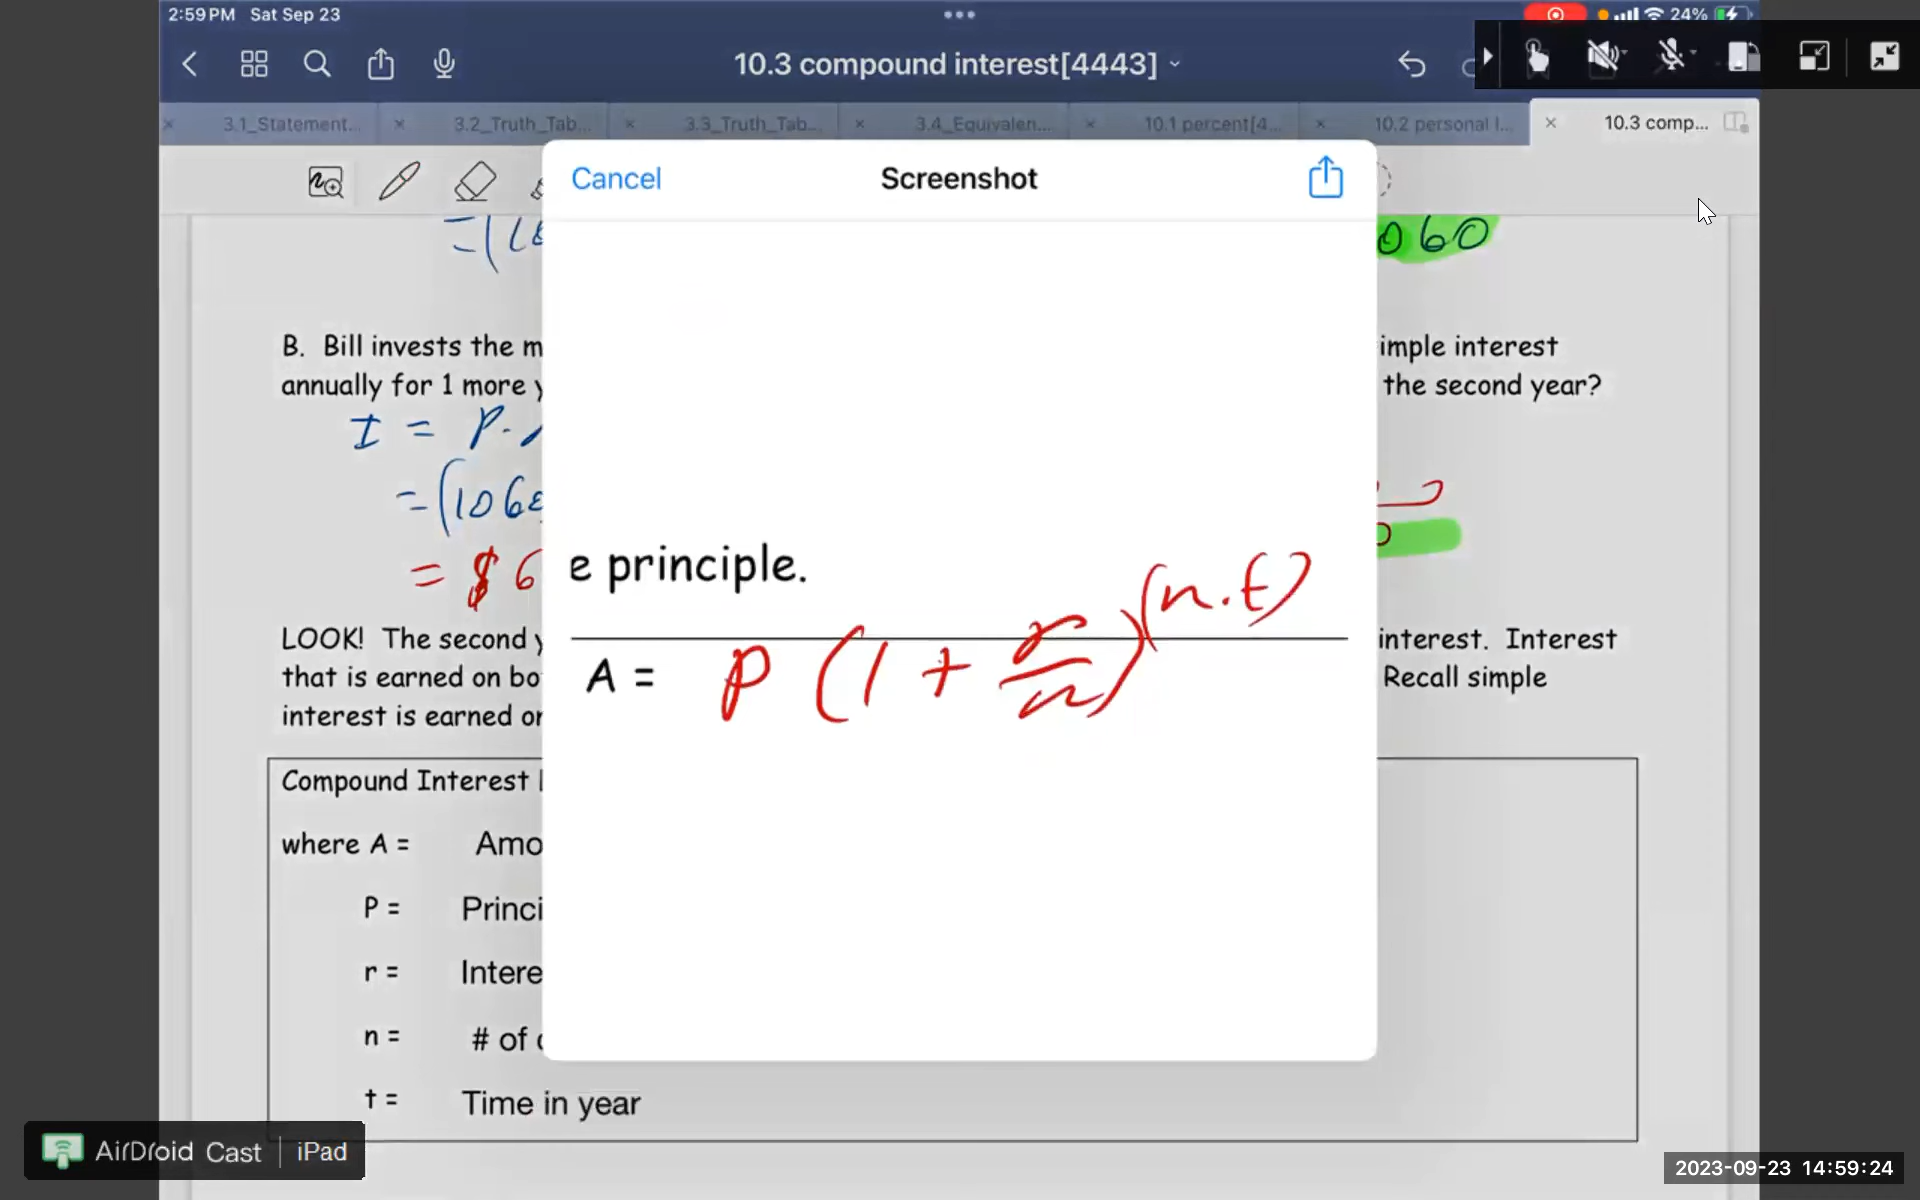 2:59 PM Sat Sep 23
24%
10.3 compound interest[4443]
3.1_Statement...
3.2_Truth_Tab...
3.3_Truth_Tab...
3.4_Equivalen...
10.1 percent[4...
10.2 personal l...
10.3 comp...
Cancel
Screenshot
060
B. Bill invests the m
imple interest
annually for 1 more y
the second year?
I = P.
=(106
= $ 6
e principle.
A = P (1 + r/n)^(n.t)
LOOK! The second y
interest. Interest
that is earned on bo
Recall simple
interest is earned on
Compound Interest
where A = Amo
P = Princi
r = Intere
n = # of
t = Time in year
AirDroid Cast | iPad
2023-09-23 14:59:24